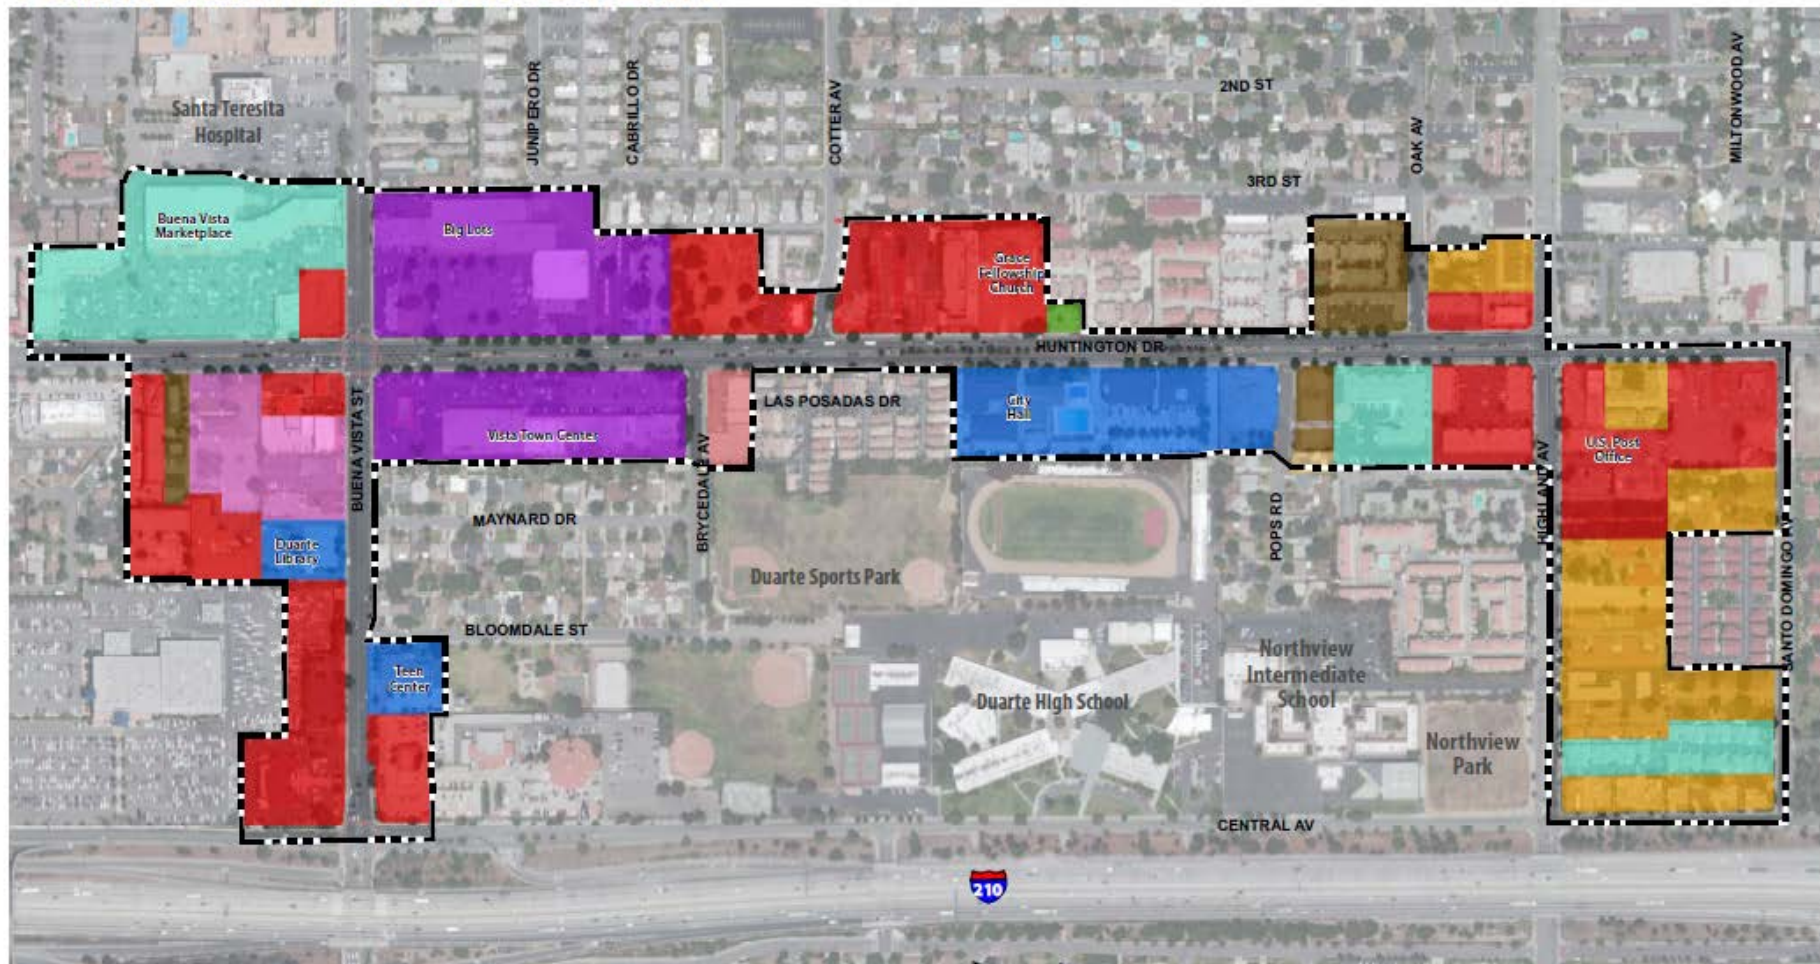 JUNIPERO DR
CABRILLO DR
COTTER AV
2ND ST
OAK AV
MILTONWOOD AV
Santa Teresita
Hospital
3RD ST
Buena Vista
Marketplace
Big Lots
Grace
Fellowship
Church
HUNTINGTON DR
BUENA VISTA ST
LAS POSADAS DR
City
Hall
Vista Town Center
BRYCEDALE AV
U.S. Post
Office
HIGHLAND AV
MAYNARD DR
POPS RD
Duarte
Library
Duarte Sports Park
SANTO DOMINGO AV
BLOOMDALE ST
Teen
Center
Northview
Intermediate
School
Duarte High School
Northview
Park
CENTRAL AV
210